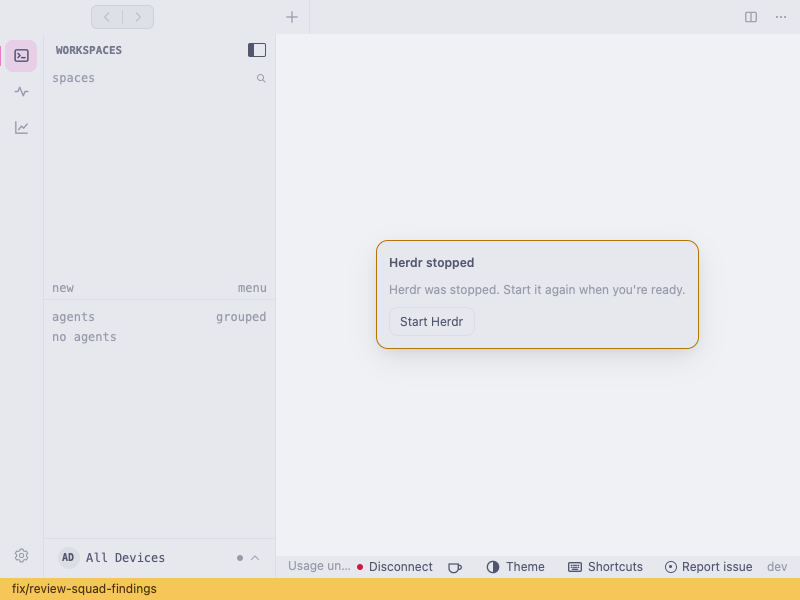 WORKSPACES
spaces
new menu
agents grouped
no agents
AD All Devices
Herdr stopped
Herdr was stopped. Start it again when you're ready.
Start Herdr
Usage un... Disconnect Theme Shortcuts Report issue dev
fix/review-squad-findings